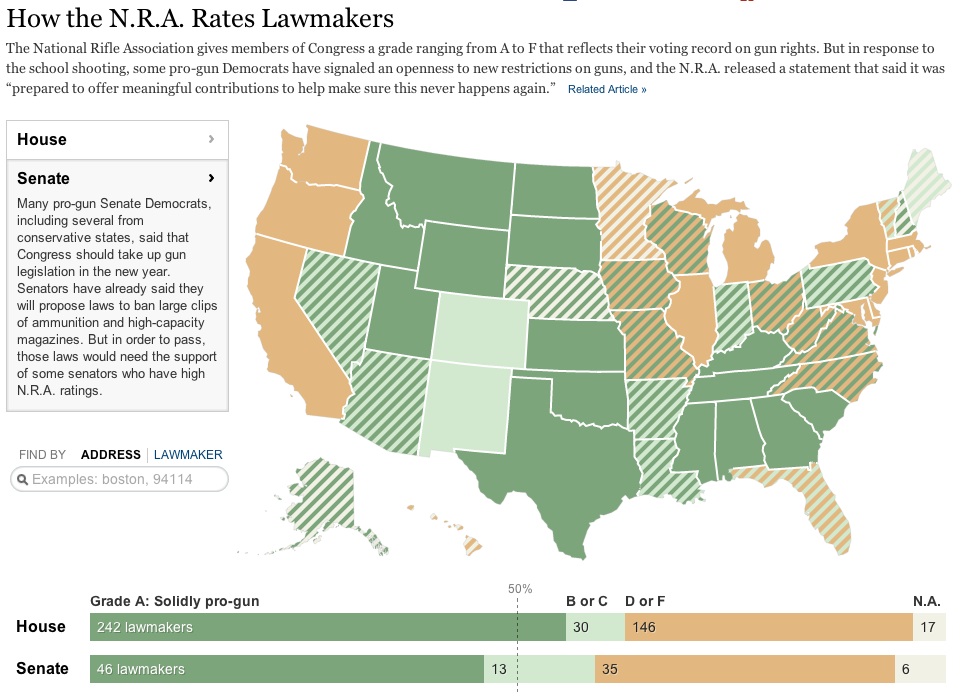 How the N.R.A. Rates Lawmakers
The National Rifle Association gives members of Congress a grade ranging from A to F that reflects their voting record on gun rights. But in response to
the school shooting, some pro-gun Democrats have signaled an openness to new restrictions on guns, and the N.R.A. released a statement that said it was
“prepared to offer meaningful contributions to help make sure this never happens again.” Related Article »
House ›
Senate ›
Many pro-gun Senate Democrats,
including several from
conservative states, said that
Congress should take up gun
legislation in the new year.
Senators have already said they
will propose laws to ban large clips
of ammunition and high-capacity
magazines. But in order to pass,
those laws would need the support
of some senators who have high
N.R.A. ratings.
FIND BY ADDRESS | LAWMAKER
Examples: boston, 94114
50%
Grade A: Solidly pro-gun B or C D or F N.A.
House 242 lawmakers 30 146 17
Senate 46 lawmakers 13 35 6